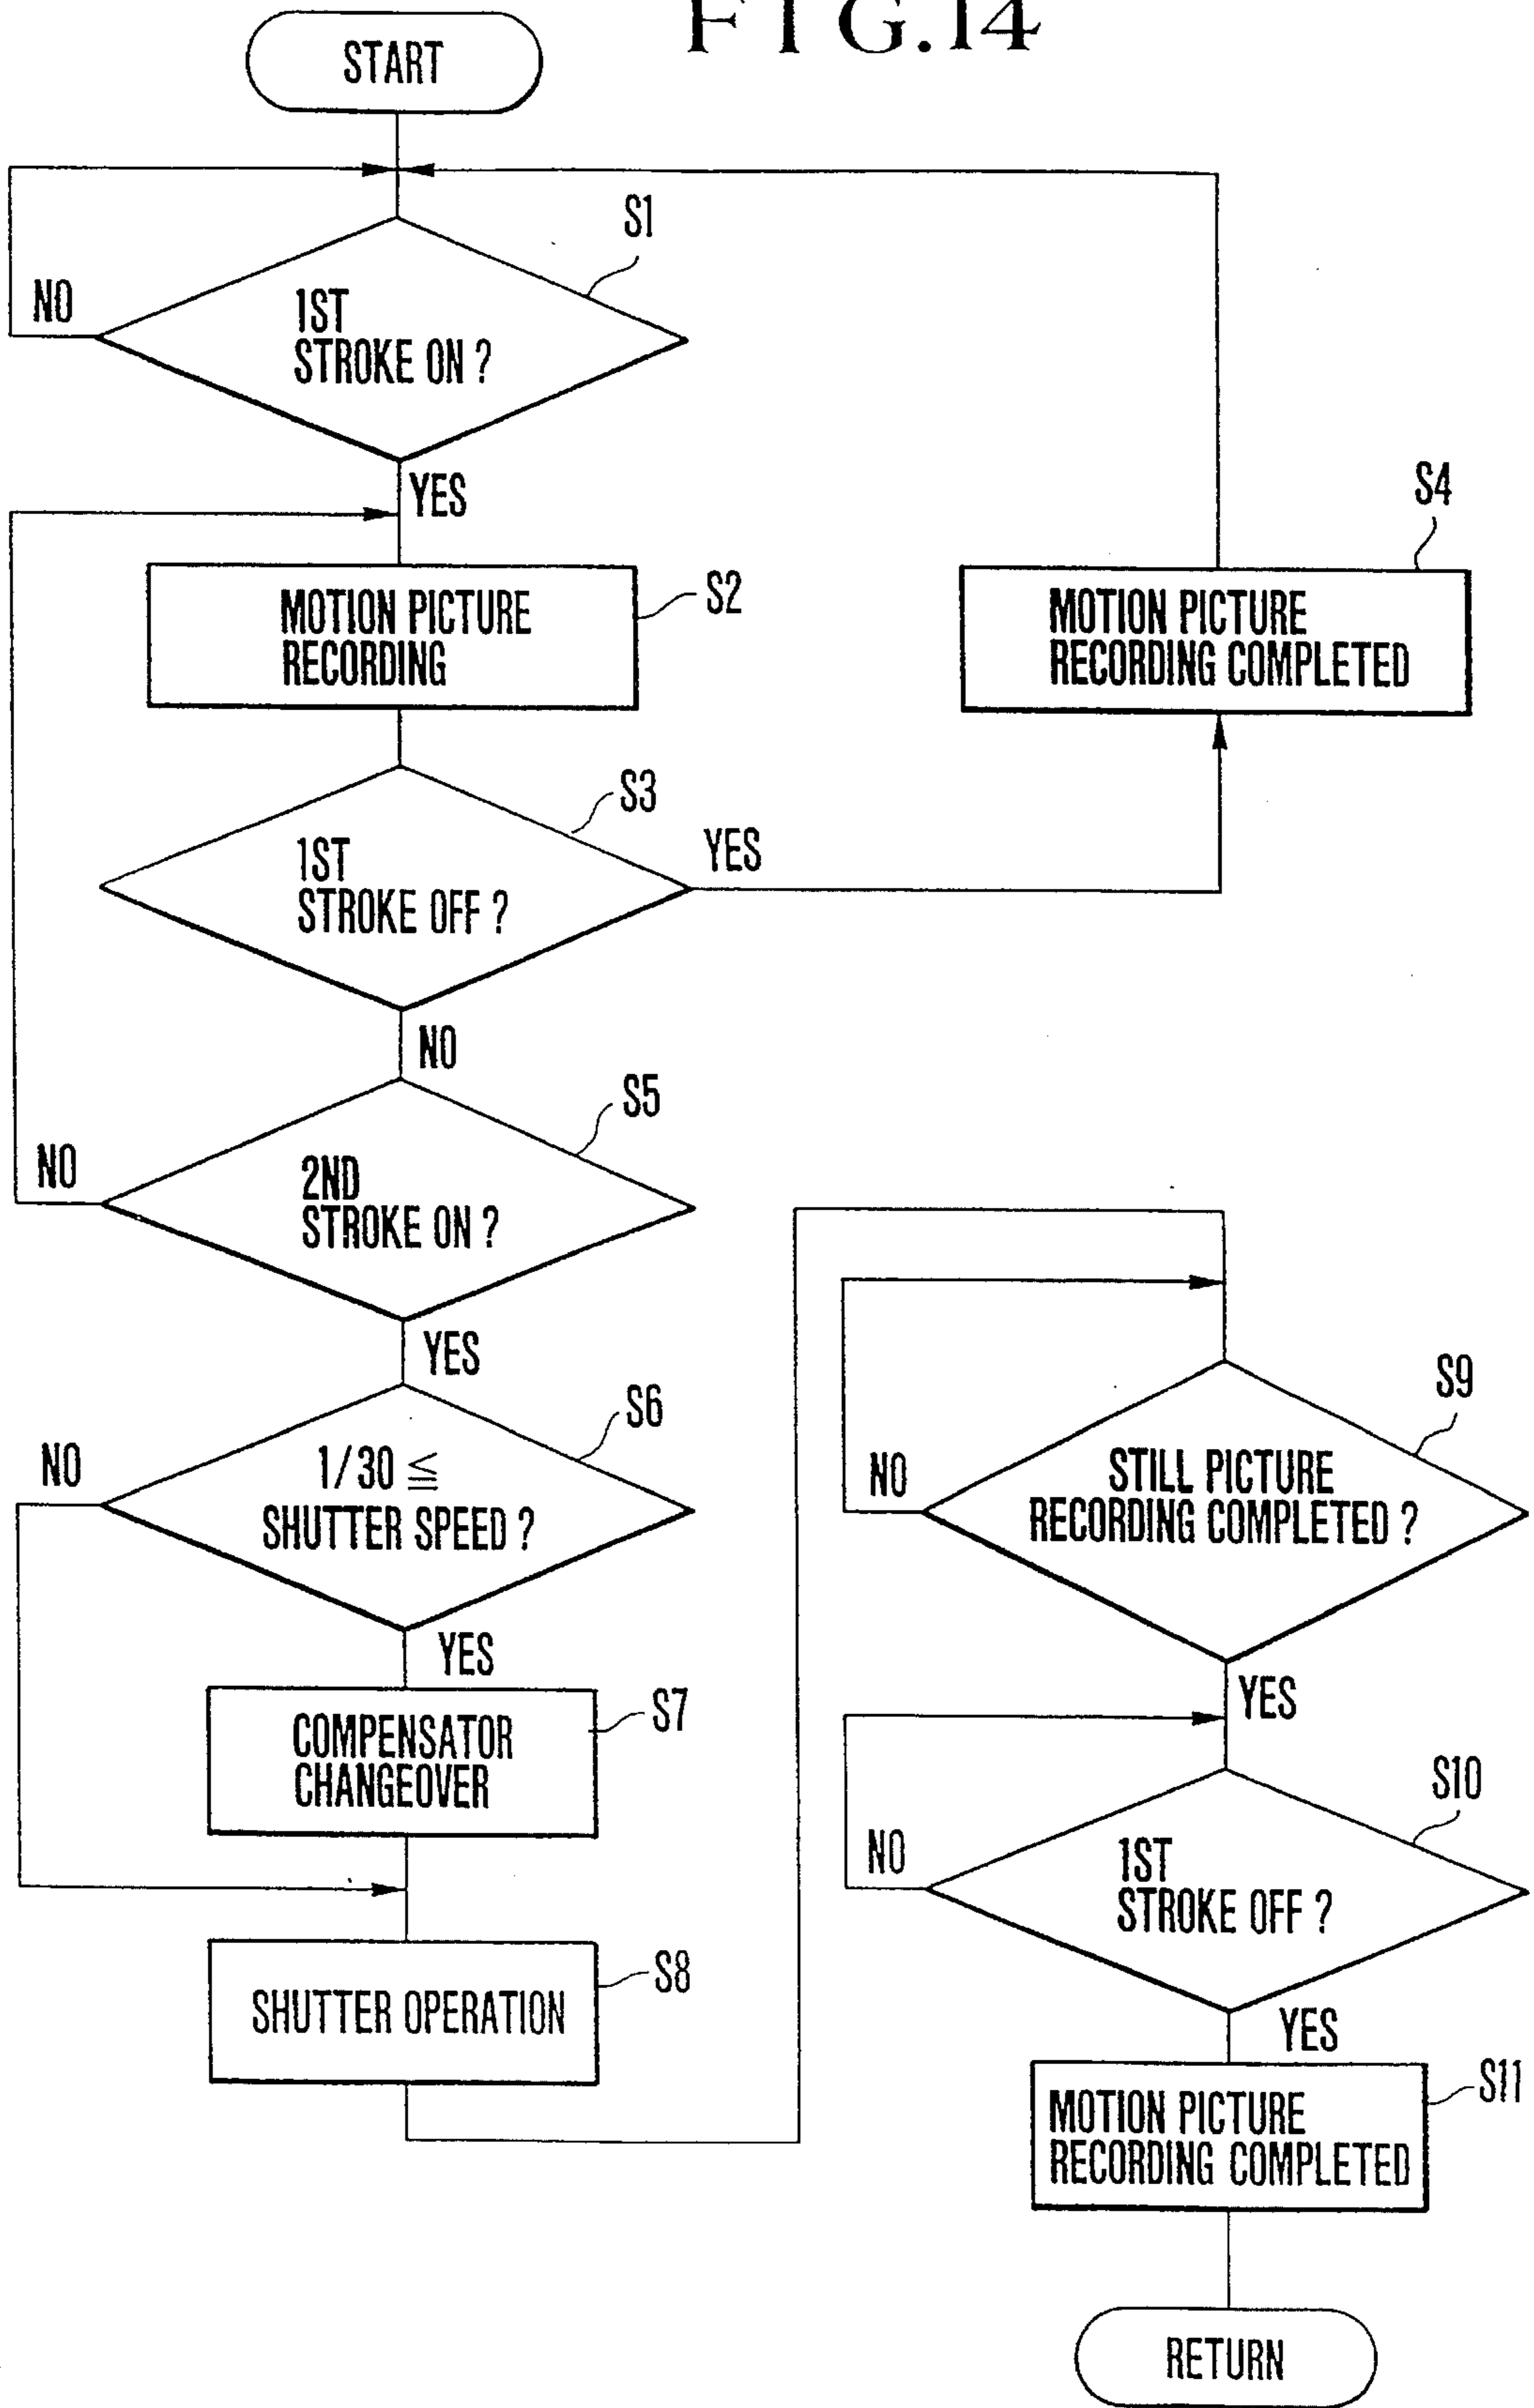 FIG.14
START
S1
NO
1ST
STROKE ON ?
YES
S2
MOTION PICTURE
RECORDING
S4
MOTION PICTURE
RECORDING COMPLETED
S3
1ST
STROKE OFF ?
YES
NO
S5
NO
2ND
STROKE ON ?
YES
S6
NO
1/30 ≦
SHUTTER SPEED ?
YES
S7
COMPENSATOR
CHANGEOVER
S8
SHUTTER OPERATION
S9
NO
STILL PICTURE
RECORDING COMPLETED ?
YES
S10
NO
1ST
STROKE OFF ?
YES
S11
MOTION PICTURE
RECORDING COMPLETED
RETURN